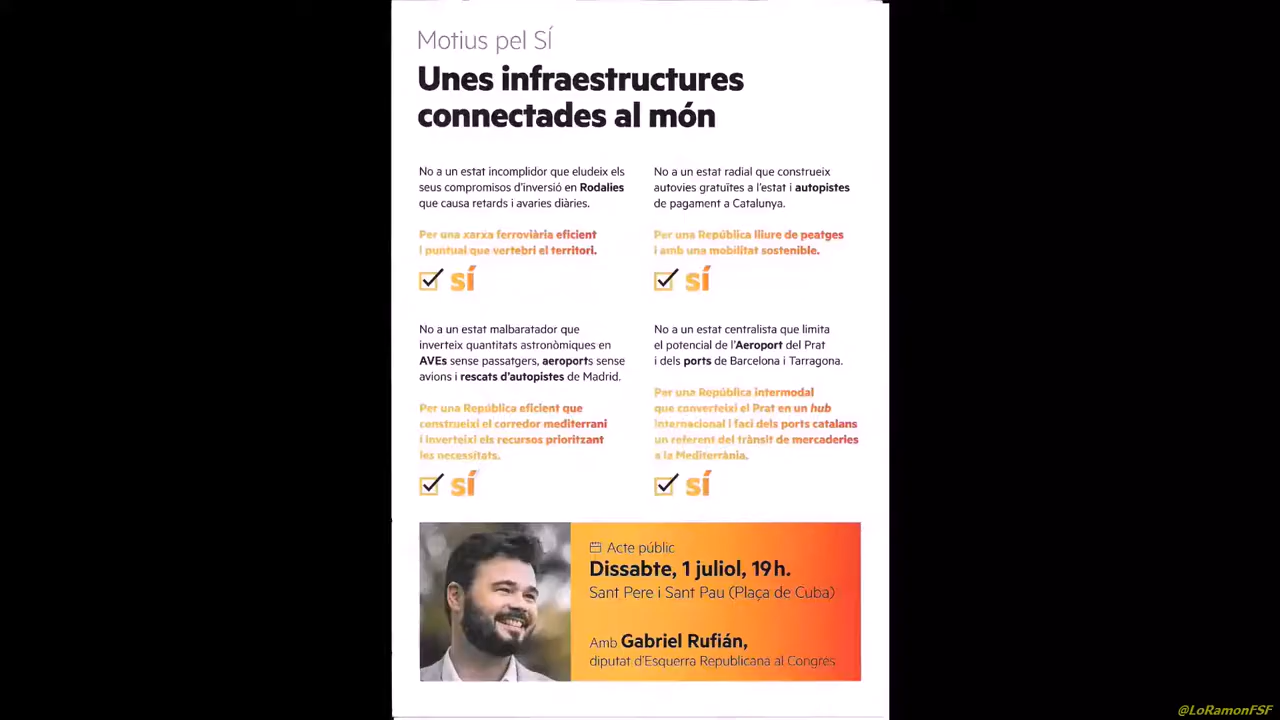 Motius pel SÍ
Unes infraestructures
connectades al món
No a un estat incomplidor que eludeix els
seus compromisos d'inversió en Rodalies
que causa retards i avaries diàries.
Per una xarxa ferroviària eficient
i puntual que vertebri el territori.
SÍ
No a un estat radial que construeix
autovies gratuïtes a l'estat i autopistes
de pagament a Catalunya.
Per una República lliure de peatges
i amb una mobilitat sostenible.
SÍ
No a un estat malbaratador que
inverteix quantitats astronòmiques en
AVEs sense passatgers, aeroports sense
avions i rescats d'autopistes de Madrid.
Per una República eficient que
construeixi el corredor mediterrani
i inverteixi els recursos prioritzant
les necessitats.
SÍ
No a un estat centralista que limita
el potencial de l'Aeroport del Prat
i dels ports de Barcelona i Tarragona.
Per una República intermodal
que converteixi el Prat en un hub
internacional i faci dels ports catalans
un referent del trànsit de mercaderies
a la Mediterrània.
SÍ
Acte públic
Dissabte, 1 juliol, 19 h.
Sant Pere i Sant Pau (Plaça de Cuba)
Amb Gabriel Rufián,
diputat d'Esquerra Republicana al Congrés
@LoRamonFSF